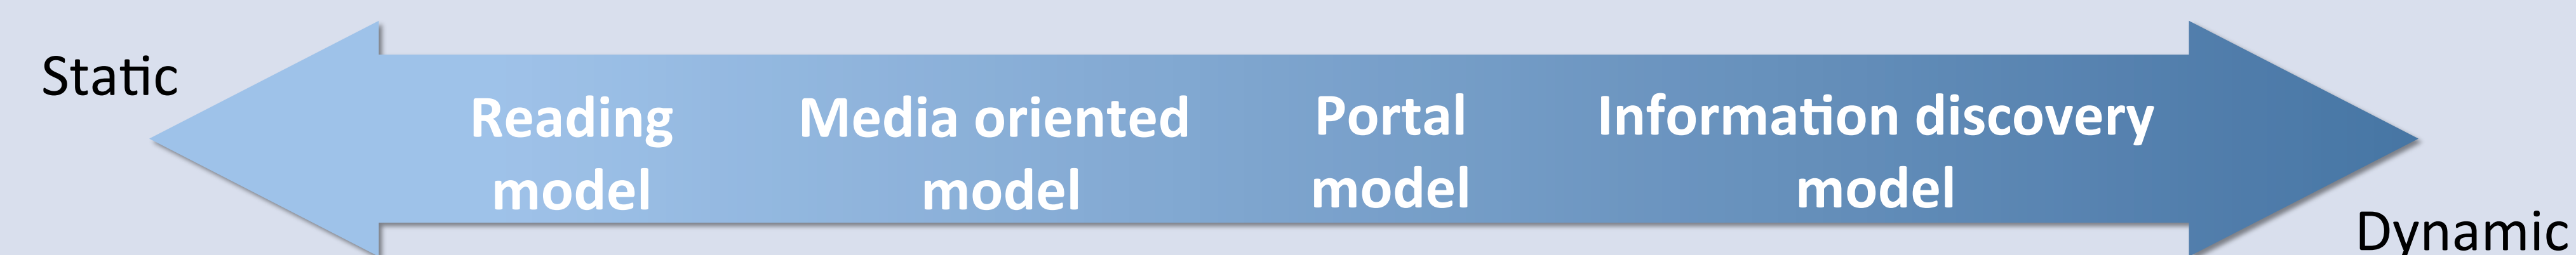 Static
Reading
model
Media oriented
model
Portal
model
Information discovery
model
Dynamic